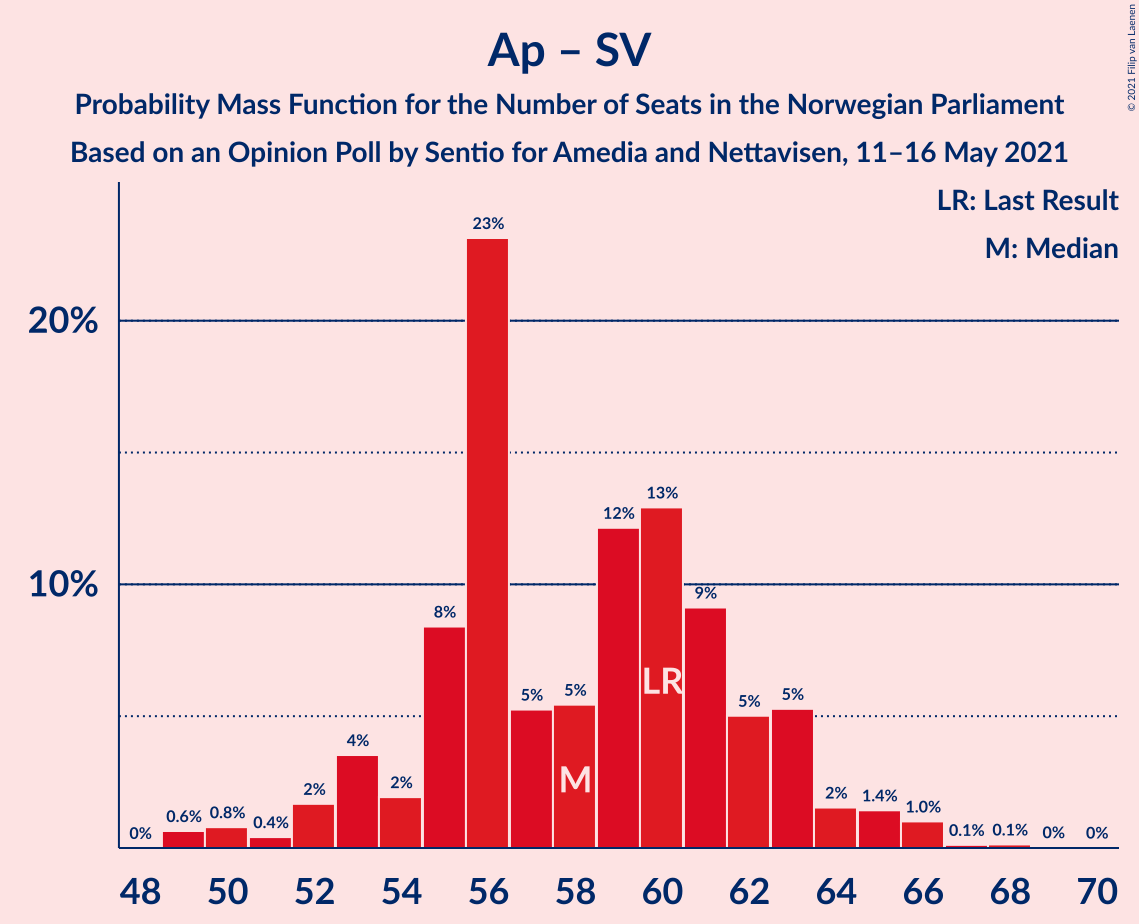 © 2021 Filip van Laenen
Ap – SV
Probability Mass Function for the Number of Seats in the Norwegian Parliament
Based on an Opinion Poll by Sentio for Amedia and Nettavisen, 11–16 May 2021
LR: Last Result
M: Median
20%
10%
0%
0.6%
0.8%
0.4%
2%
4%
2%
8%
23%
5%
5%
12%
13%
9%
5%
5%
2%
1.4%
1.0%
0.1%
0.1%
0%
0%
LR
M
48 50 52 54 56 58 60 62 64 66 68 70